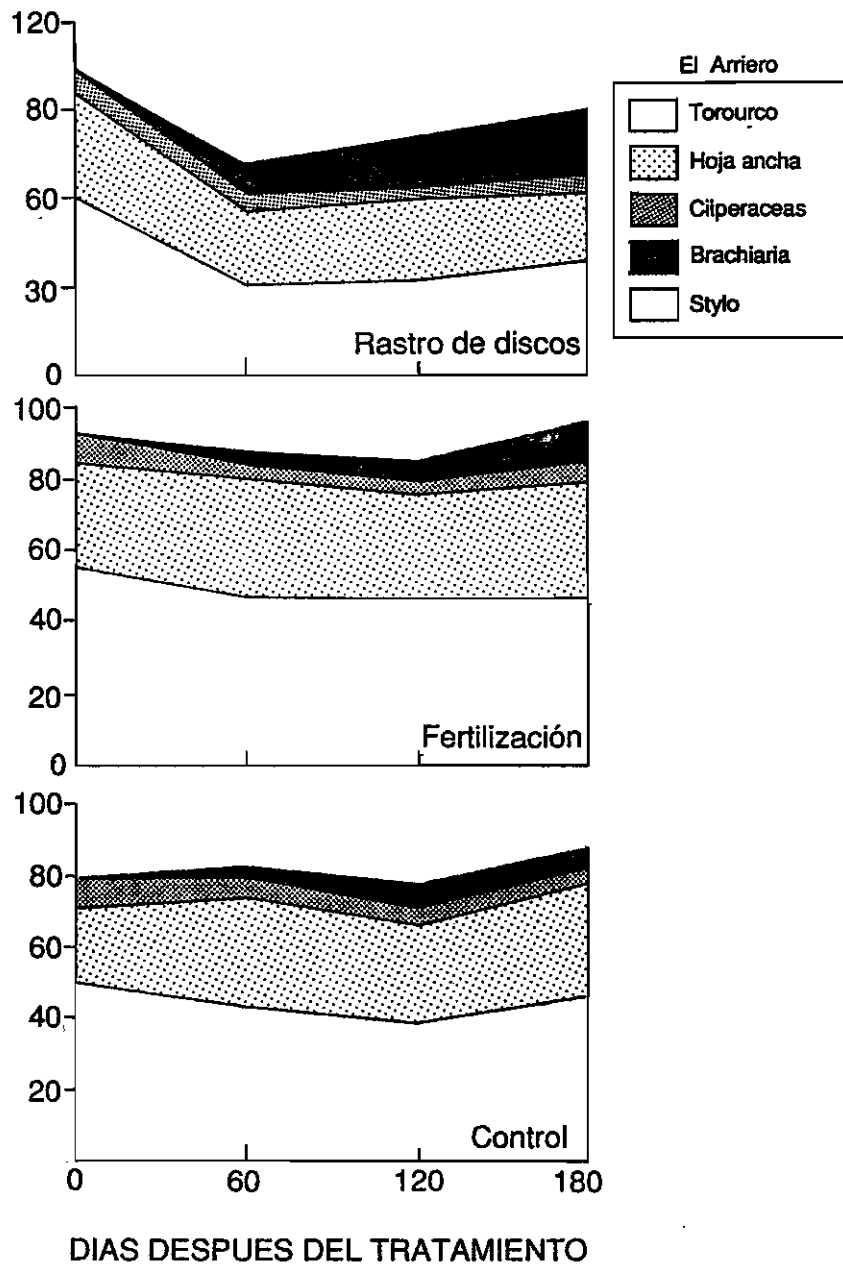 120
80
60
30
0
Rastro de discos
El Arriero
Torourco
Hoja ancha
Ciiperaceas
Brachiaria
Stylo
100
80
60
40
20
0
Fertilización
100
80
60
40
20
Control
0 60 120 180
DIAS DESPUES DEL TRATAMIENTO